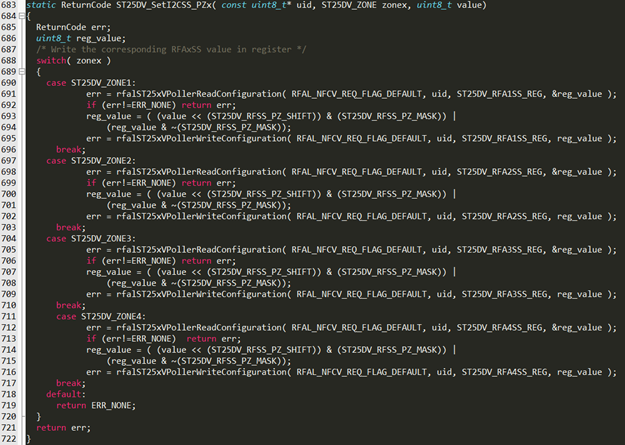 683 static ReturnCode ST25DV_SetI2CSS_PZx( const uint8_t* uid, ST25DV_ZONE zonex, uint8_t value)
684 {
685   ReturnCode err;
686   uint8_t reg_value;
687   /* Write the corresponding RFAxSS value in register */
688   switch( zonex )
689   {
690     case ST25DV_ZONE1:
691           err = rfalST25xVPollerReadConfiguration( RFAL_NFCV_REQ_FLAG_DEFAULT, uid, ST25DV_RFA1SS_REG, &reg_value );
692           if (err!=ERR_NONE) return err;
693           reg_value = ( (value << (ST25DV_RFSS_PZ_SHIFT)) & (ST25DV_RFSS_PZ_MASK)) |
694              (reg_value & ~(ST25DV_RFSS_PZ_MASK));
695           err = rfalST25xVPollerWriteConfiguration( RFAL_NFCV_REQ_FLAG_DEFAULT, uid, ST25DV_RFA1SS_REG, reg_value );
696       break;
697     case ST25DV_ZONE2:
698           err = rfalST25xVPollerReadConfiguration( RFAL_NFCV_REQ_FLAG_DEFAULT, uid, ST25DV_RFA2SS_REG, &reg_value );
699           if (err!=ERR_NONE) return err;
700           reg_value = ( (value << (ST25DV_RFSS_PZ_SHIFT)) & (ST25DV_RFSS_PZ_MASK)) |
701              (reg_value & ~(ST25DV_RFSS_PZ_MASK));
702           err = rfalST25xVPollerWriteConfiguration( RFAL_NFCV_REQ_FLAG_DEFAULT, uid, ST25DV_RFA2SS_REG, reg_value );
703       break;
704     case ST25DV_ZONE3:
705           err = rfalST25xVPollerReadConfiguration( RFAL_NFCV_REQ_FLAG_DEFAULT, uid, ST25DV_RFA3SS_REG, &reg_value );
706           if (err!=ERR_NONE) return err;
707           reg_value = ( (value << (ST25DV_RFSS_PZ_SHIFT)) & (ST25DV_RFSS_PZ_MASK)) |
708              (reg_value & ~(ST25DV_RFSS_PZ_MASK));
709           err = rfalST25xVPollerWriteConfiguration( RFAL_NFCV_REQ_FLAG_DEFAULT, uid, ST25DV_RFA3SS_REG, reg_value );
710       break;
711       case ST25DV_ZONE4:
712           err = rfalST25xVPollerReadConfiguration( RFAL_NFCV_REQ_FLAG_DEFAULT, uid, ST25DV_RFA4SS_REG, &reg_value );
713           if (err!=ERR_NONE)  return err;
714           reg_value = ( (value << (ST25DV_RFSS_PZ_SHIFT)) & (ST25DV_RFSS_PZ_MASK)) |
715              (reg_value & ~(ST25DV_RFSS_PZ_MASK));
716           err = rfalST25xVPollerWriteConfiguration( RFAL_NFCV_REQ_FLAG_DEFAULT, uid, ST25DV_RFA4SS_REG, reg_value );
717       break;
718     default:
719       return ERR_NONE;
720   }
721   return err;
722 }